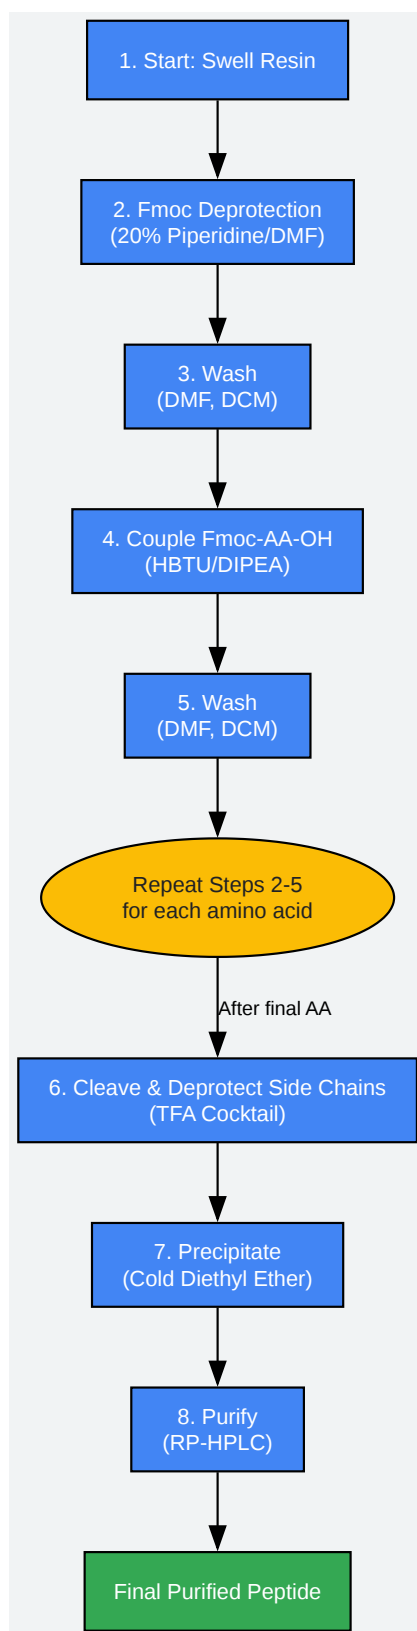 1. Start: Swell Resin
2. Fmoc Deprotection
(20% Piperidine/DMF)
3. Wash
(DMF, DCM)
4. Couple Fmoc-AA-OH
(HBTU/DIPEA)
5. Wash
(DMF, DCM)
Repeat Steps 2-5
for each amino acid
After final AA
6. Cleave & Deprotect Side Chains
(TFA Cocktail)
7. Precipitate
(Cold Diethyl Ether)
8. Purify
(RP-HPLC)
Final Purified Peptide